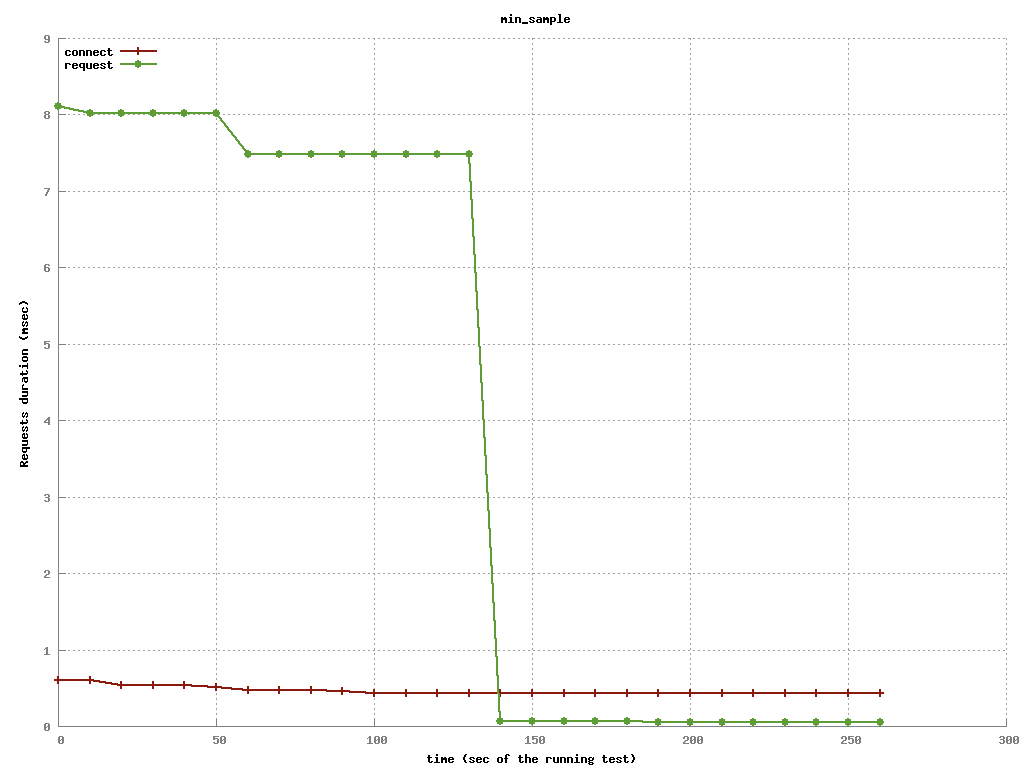 min_sample
connect
request
9
8
7
6
5
4
3
2
1
0
Requests duration (msec)
0 50 100 150 200 250 300
time (sec of the running test)